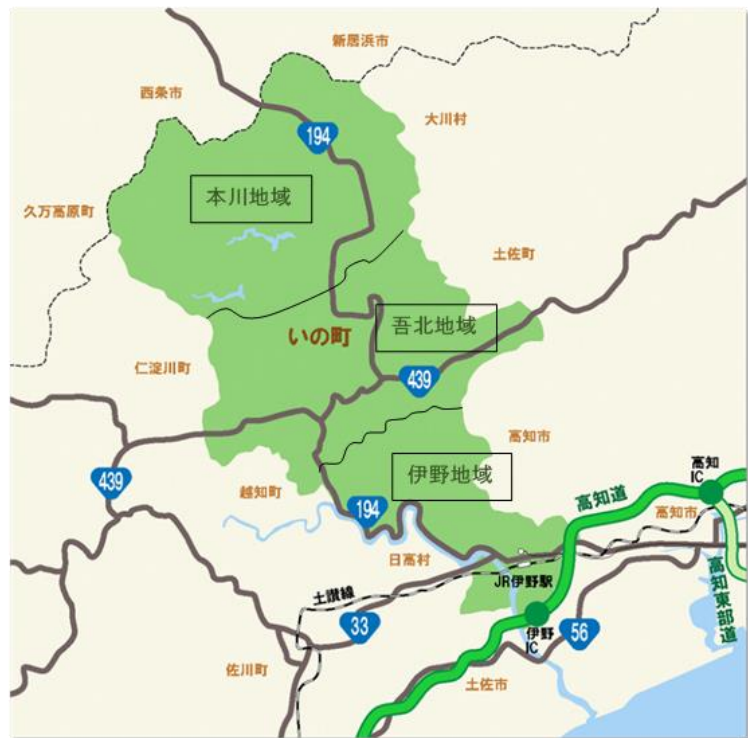 新居浜市
西条市
194
大川村
本川地域
久万高原町
土佐町
吾北地域
いの町
仁淀川町
439
高知市
伊野地域
高知
IC
439
越知町
194
高知道
高知市
日高村
JR伊野駅
高知東部道
土讃線
33
伊野
IC
56
佐川町
土佐市